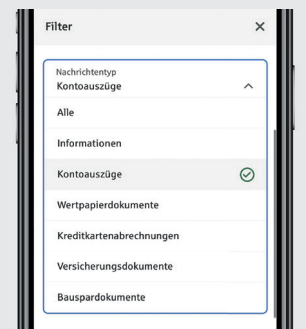 Filter
Nachrichtentyp
Kontoauszüge
Alle
Informationen
Kontoauszüge
Wertpapierdokumente
Kreditkartenabrechnungen
Versicherungsdokumente
Bauspardokumente